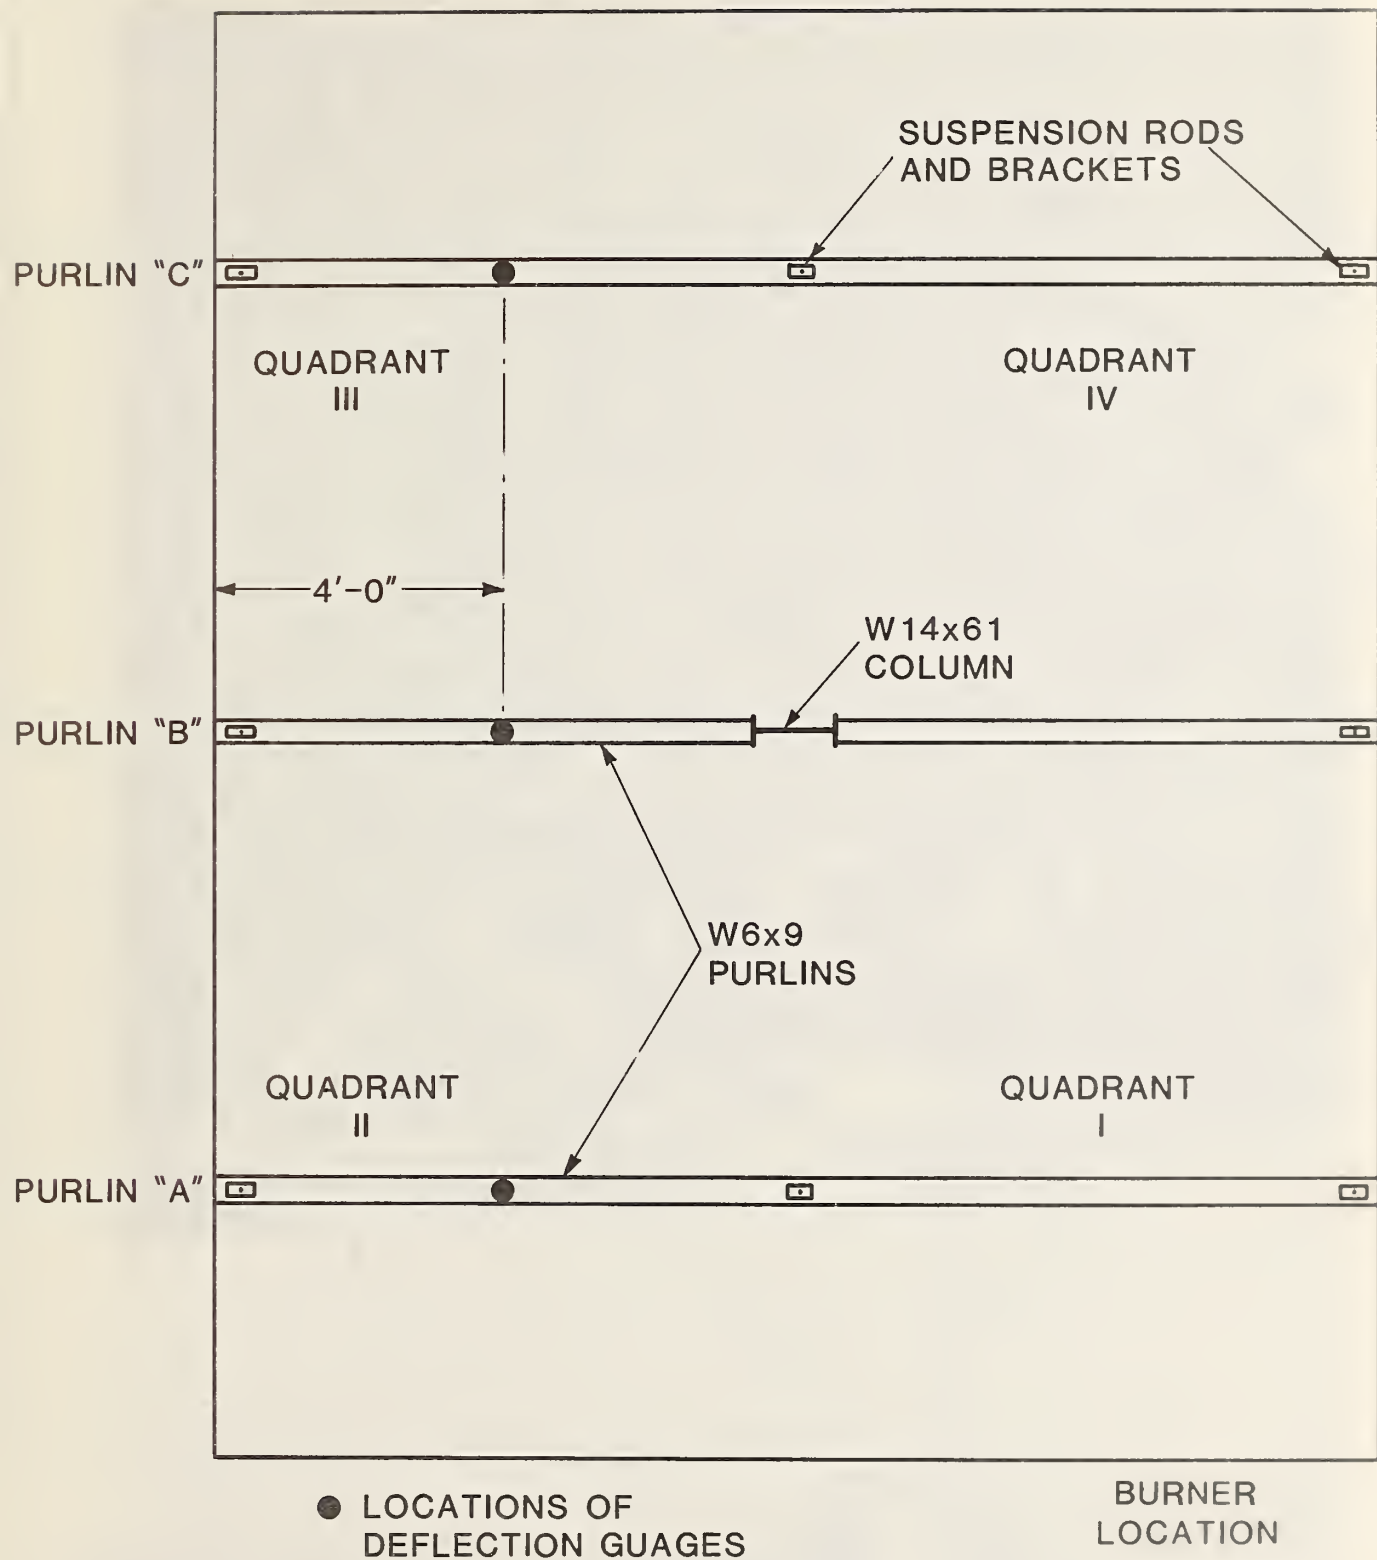 SUSPENSION RODS
AND BRACKETS
PURLIN "C"
QUADRANT
III
QUADRANT
IV
4'-0"
W14x61
COLUMN
PURLIN "B"
W6x9
PURLINS
QUADRANT
II
QUADRANT
I
PURLIN "A"
LOCATIONS OF
DEFLECTION GUAGES
BURNER
LOCATION